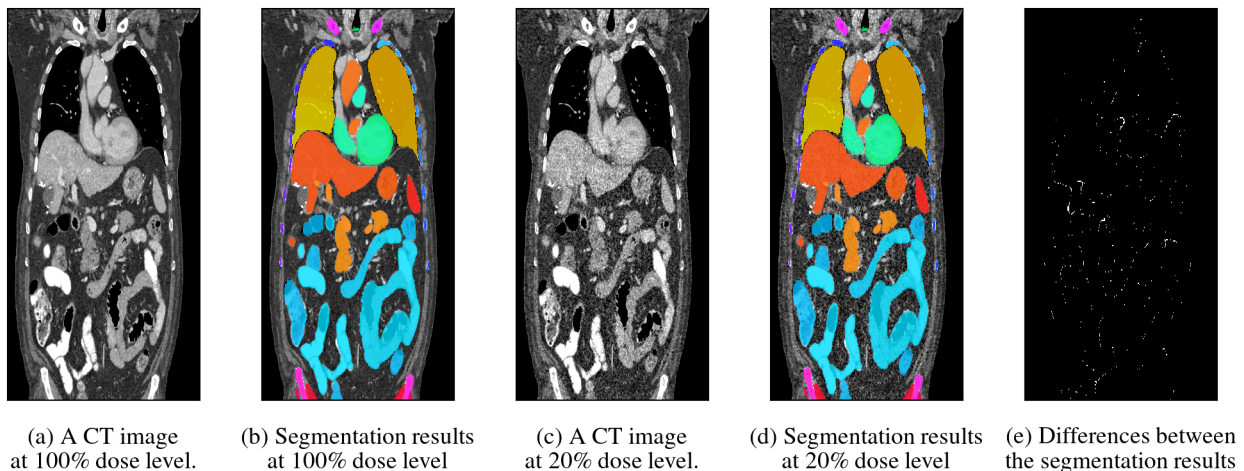 (a) A CT image
at 100% dose level.
(b) Segmentation results
at 100% dose level
(c) A CT image
at 20% dose level.
(d) Segmentation results
at 20% dose level
(e) Differences between
the segmentation results